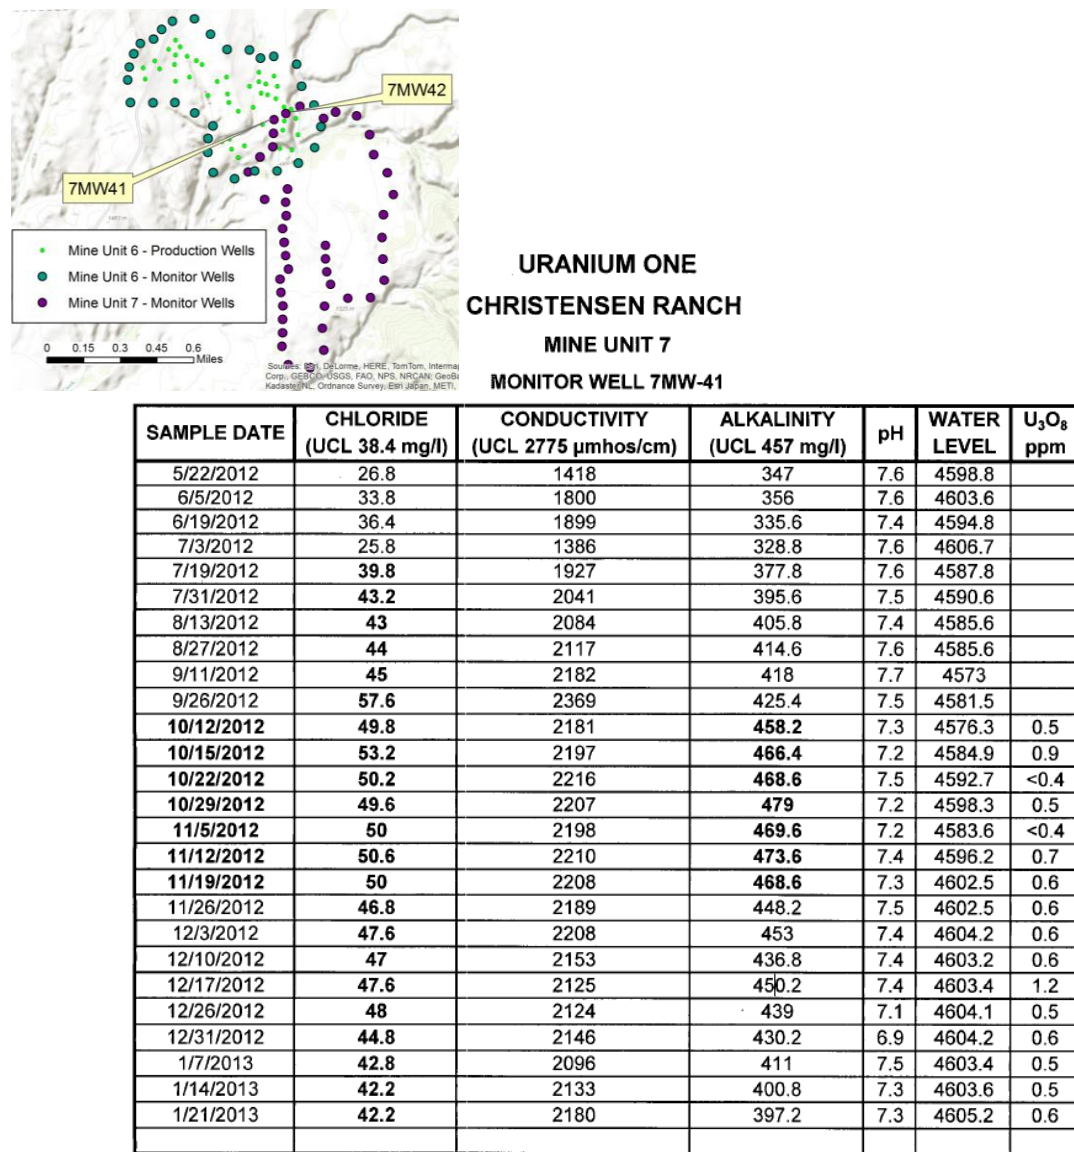 7MW42
7MW41
Mine Unit 6 - Production Wells
Mine Unit 6 - Monitor Wells
Mine Unit 7 - Monitor Wells
0 0.15 0.3 0.45 0.6
Miles
Sources: Esri, DeLorme, HERE, TomTom, Interma
Corp., GEBCO, USGS, FAO, NPS, NRCAN, GeoBa
Kadaster NL, Ordnance Survey, Esri Japan, METI,
URANIUM ONE
CHRISTENSEN RANCH
MINE UNIT 7
MONITOR WELL 7MW-41
SAMPLE DATE CHLORIDE (UCL 38.4 mg/l) CONDUCTIVITY (UCL 2775 µmhos/cm) ALKALINITY (UCL 457 mg/l) pH WATER LEVEL U₃O₈ ppm
5/22/2012 26.8 1418 347 7.6 4598.8
6/5/2012 33.8 1800 356 7.6 4603.6
6/19/2012 36.4 1899 335.6 7.4 4594.8
7/3/2012 25.8 1386 328.8 7.6 4606.7
7/19/2012 39.8 1927 377.8 7.6 4587.8
7/31/2012 43.2 2041 395.6 7.5 4590.6
8/13/2012 43 2084 405.8 7.4 4585.6
8/27/2012 44 2117 414.6 7.6 4585.6
9/11/2012 45 2182 418 7.7 4573
9/26/2012 57.6 2369 425.4 7.5 4581.5
10/12/2012 49.8 2181 458.2 7.3 4576.3 0.5
10/15/2012 53.2 2197 466.4 7.2 4584.9 0.9
10/22/2012 50.2 2216 468.6 7.5 4592.7 <0.4
10/29/2012 49.6 2207 479 7.2 4598.3 0.5
11/5/2012 50 2198 469.6 7.2 4583.6 <0.4
11/12/2012 50.6 2210 473.6 7.4 4596.2 0.7
11/19/2012 50 2208 468.6 7.3 4602.5 0.6
11/26/2012 46.8 2189 448.2 7.5 4602.5 0.6
12/3/2012 47.6 2208 453 7.4 4604.2 0.6
12/10/2012 47 2153 436.8 7.4 4603.2 0.6
12/17/2012 47.6 2125 450.2 7.4 4603.4 1.2
12/26/2012 48 2124 439 7.1 4604.1 0.5
12/31/2012 44.8 2146 430.2 6.9 4604.2 0.6
1/7/2013 42.8 2096 411 7.5 4603.4 0.5
1/14/2013 42.2 2133 400.8 7.3 4603.6 0.5
1/21/2013 42.2 2180 397.2 7.3 4605.2 0.6